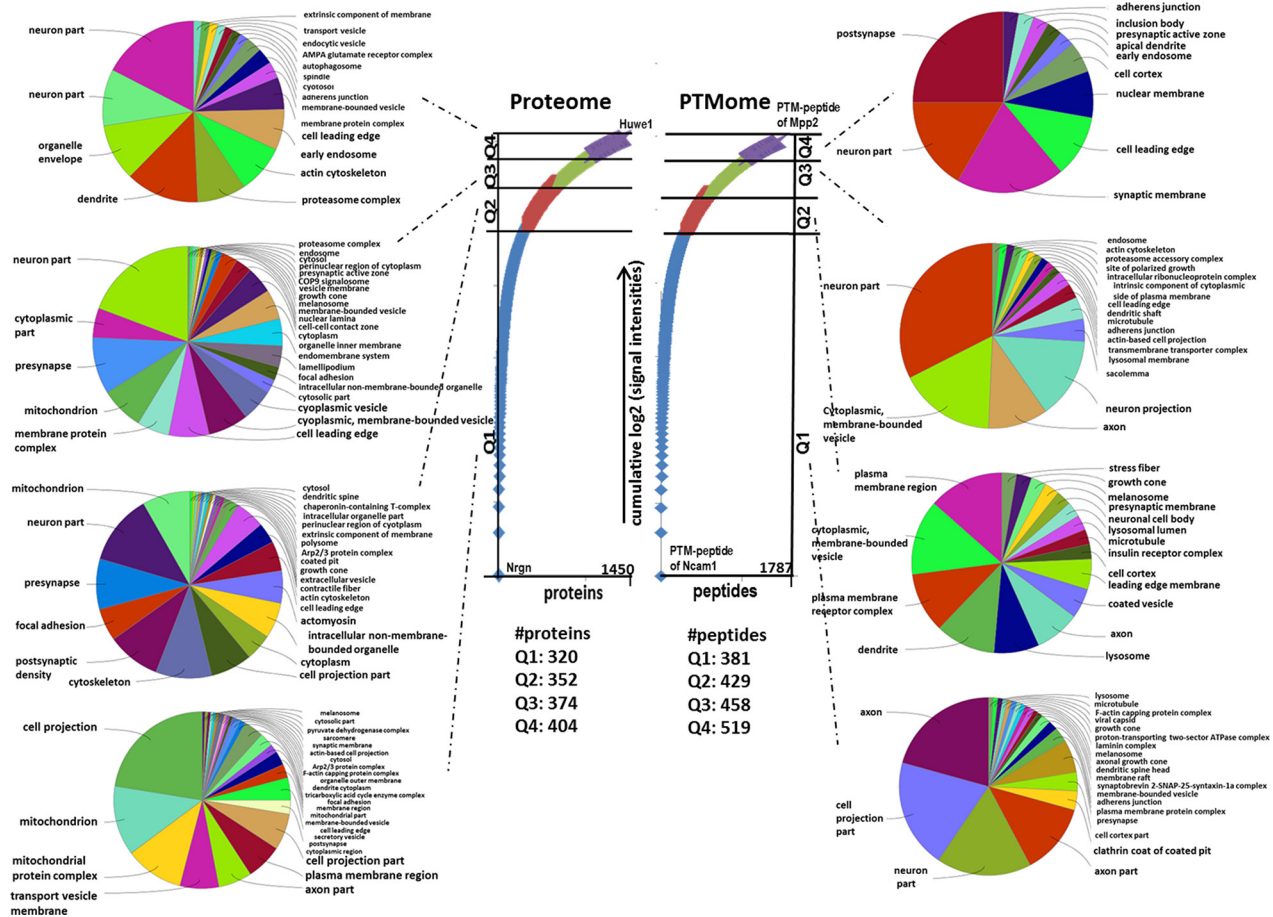 neuron part
neuron part
organelle
envelope
dendrite
extrinsic component of membrane
transport vesicle
endocytic vesicle
AMPA glutamate receptor complex
autophagosome
spindle
cyotosol
adherens junction
membrane-bounded vesicle
membrane protein complex
cell leading edge
early endosome
actin cytoskeleton
proteasome complex
neuron part
cytoplasmic
part
presynapse
mitochondrion
membrane protein
complex
proteasome complex
endosome
cytosol
perinuclear region of cytoplasm
presynaptic active zone
COP9 signalosome
vesicle membrane
growth cone
melanosome
membrane-bounded vesicle
nuclear lamina
cell-cell contact zone
cytoplasm
organelle inner membrane
endomembrane system
lamellipodium
focal adhesion
intracellular non-membrane-bounded organelle
cytosolic part
cyoplasmic vesicle
cyoplasmic, membrane-bounded vesicle
cell leading edge
mitochondrion
neuron part
presynapse
focal adhesion
postsynaptic
density
cytoskeleton
cytosol
dendritic spine
chaperonin-containing T-complex
intracellular organelle part
perinuclear region of cyotplasm
extrinsic component of membrane
polysome
Arp2/3 protein complex
coated pit
growth cone
extracellular vesicle
contractile fiber
actin cytoskeleton
cell leading edge
actomyosin
intracellular non-membrane-
bounded organelle
cytoplasm
cell projection part
cell projection
mitochondrion
mitochondrial
protein complex
transport vesicle
membrane
melanosome
cytosolic part
pyruvate dehydrogenase complex
sarcomere
synaptic membrane
actin-based cell projection
cytosol
Arp2/3 protein complex
F-actin capping protein complex
organelle outer membrane
dendrite cytoplasm
tricarboxylic acid cycle enzyme complex
focal adhesion
membrane region
mitochondrial part
membrane-bounded vesicle
cell leading edge
secretory vesicle
postsynapse
cytoplasmic region
cell projection part
plasma membrane region
axon part
Proteome
Huwe1
Q4
Q3
Q2
Q1
Nrgn
1450
proteins
#proteins
Q1: 320
Q2: 352
Q3: 374
Q4: 404
cumulative log2 (signal intensities)
PTMome
PTM-peptide
of Mpp2
Q4
Q3
Q2
Q1
PTM-peptide
of Ncam1
1787
peptides
#peptides
Q1: 381
Q2: 429
Q3: 458
Q4: 519
postsynapse
neuron part
adherens junction
inclusion body
presynaptic active zone
apical dendrite
early endosome
cell cortex
nuclear membrane
cell leading edge
synaptic membrane
neuron part
Cytoplasmic,
membrane-bounded
vesicle
endosome
actin cytoskeleton
proteasome accessory complex
site of polarized growth
intracellular ribonucleoprotein complex
intrinsic component of cytoplasmic
side of plasma membrane
cell leading edge
dendritic shaft
microtubule
adherens junction
actin-based cell projection
transmembrane transporter complex
lysosomal membrane
sacolemma
neuron projection
axon
plasma
membrane region
cytoplasmic,
membrane-bounded
vesicle
plasma membrane
receptor complex
dendrite
stress fiber
growth cone
melanosome
presynaptic membrane
neuronal cell body
lysosomal lumen
microtubule
insulin receptor complex
cell cortex
leading edge membrane
coated vesicle
axon
lysosome
axon
cell
projection
part
neuron
part
lysosome
microtubule
F-actin capping protein complex
viral capsid
growth cone
proton-transporting two-sector ATPase complex
laminin complex
melanosome
axonal growth cone
dendritic spine head
membrane raft
synaptobrevin 2-SNAP-25-syntaxin-1a complex
membrane-bounded vesicle
adherens junction
plasma membrane protein complex
presynapse
cell cortex part
clathrin coat of coated pit
axon part